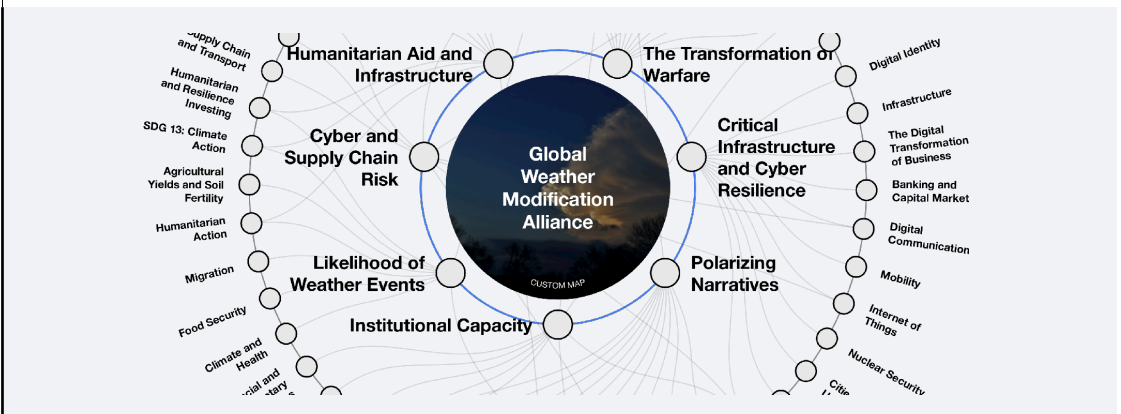 Supply Chain
and Transport
Humanitarian
and Resilience
Investing
SDG 13: Climate
Action
Agricultural
Yields and Soil
Fertility
Humanitarian
Action
Migration
Food Security
Climate and
Health
Humanitarian Aid and
Infrastructure
Cyber and
Supply Chain
Risk
Likelihood of
Weather Events
Institutional Capacity
Global
Weather
Modification
Alliance
CUSTOM MAP
The Transformation of
Warfare
Critical
Infrastructure
and Cyber
Resilience
Polarizing
Narratives
Digital Identity
Infrastructure
The Digital
Transformation
of Business
Banking and
Capital Market
Digital
Communication
Mobility
Internet of
Things
Nuclear Security